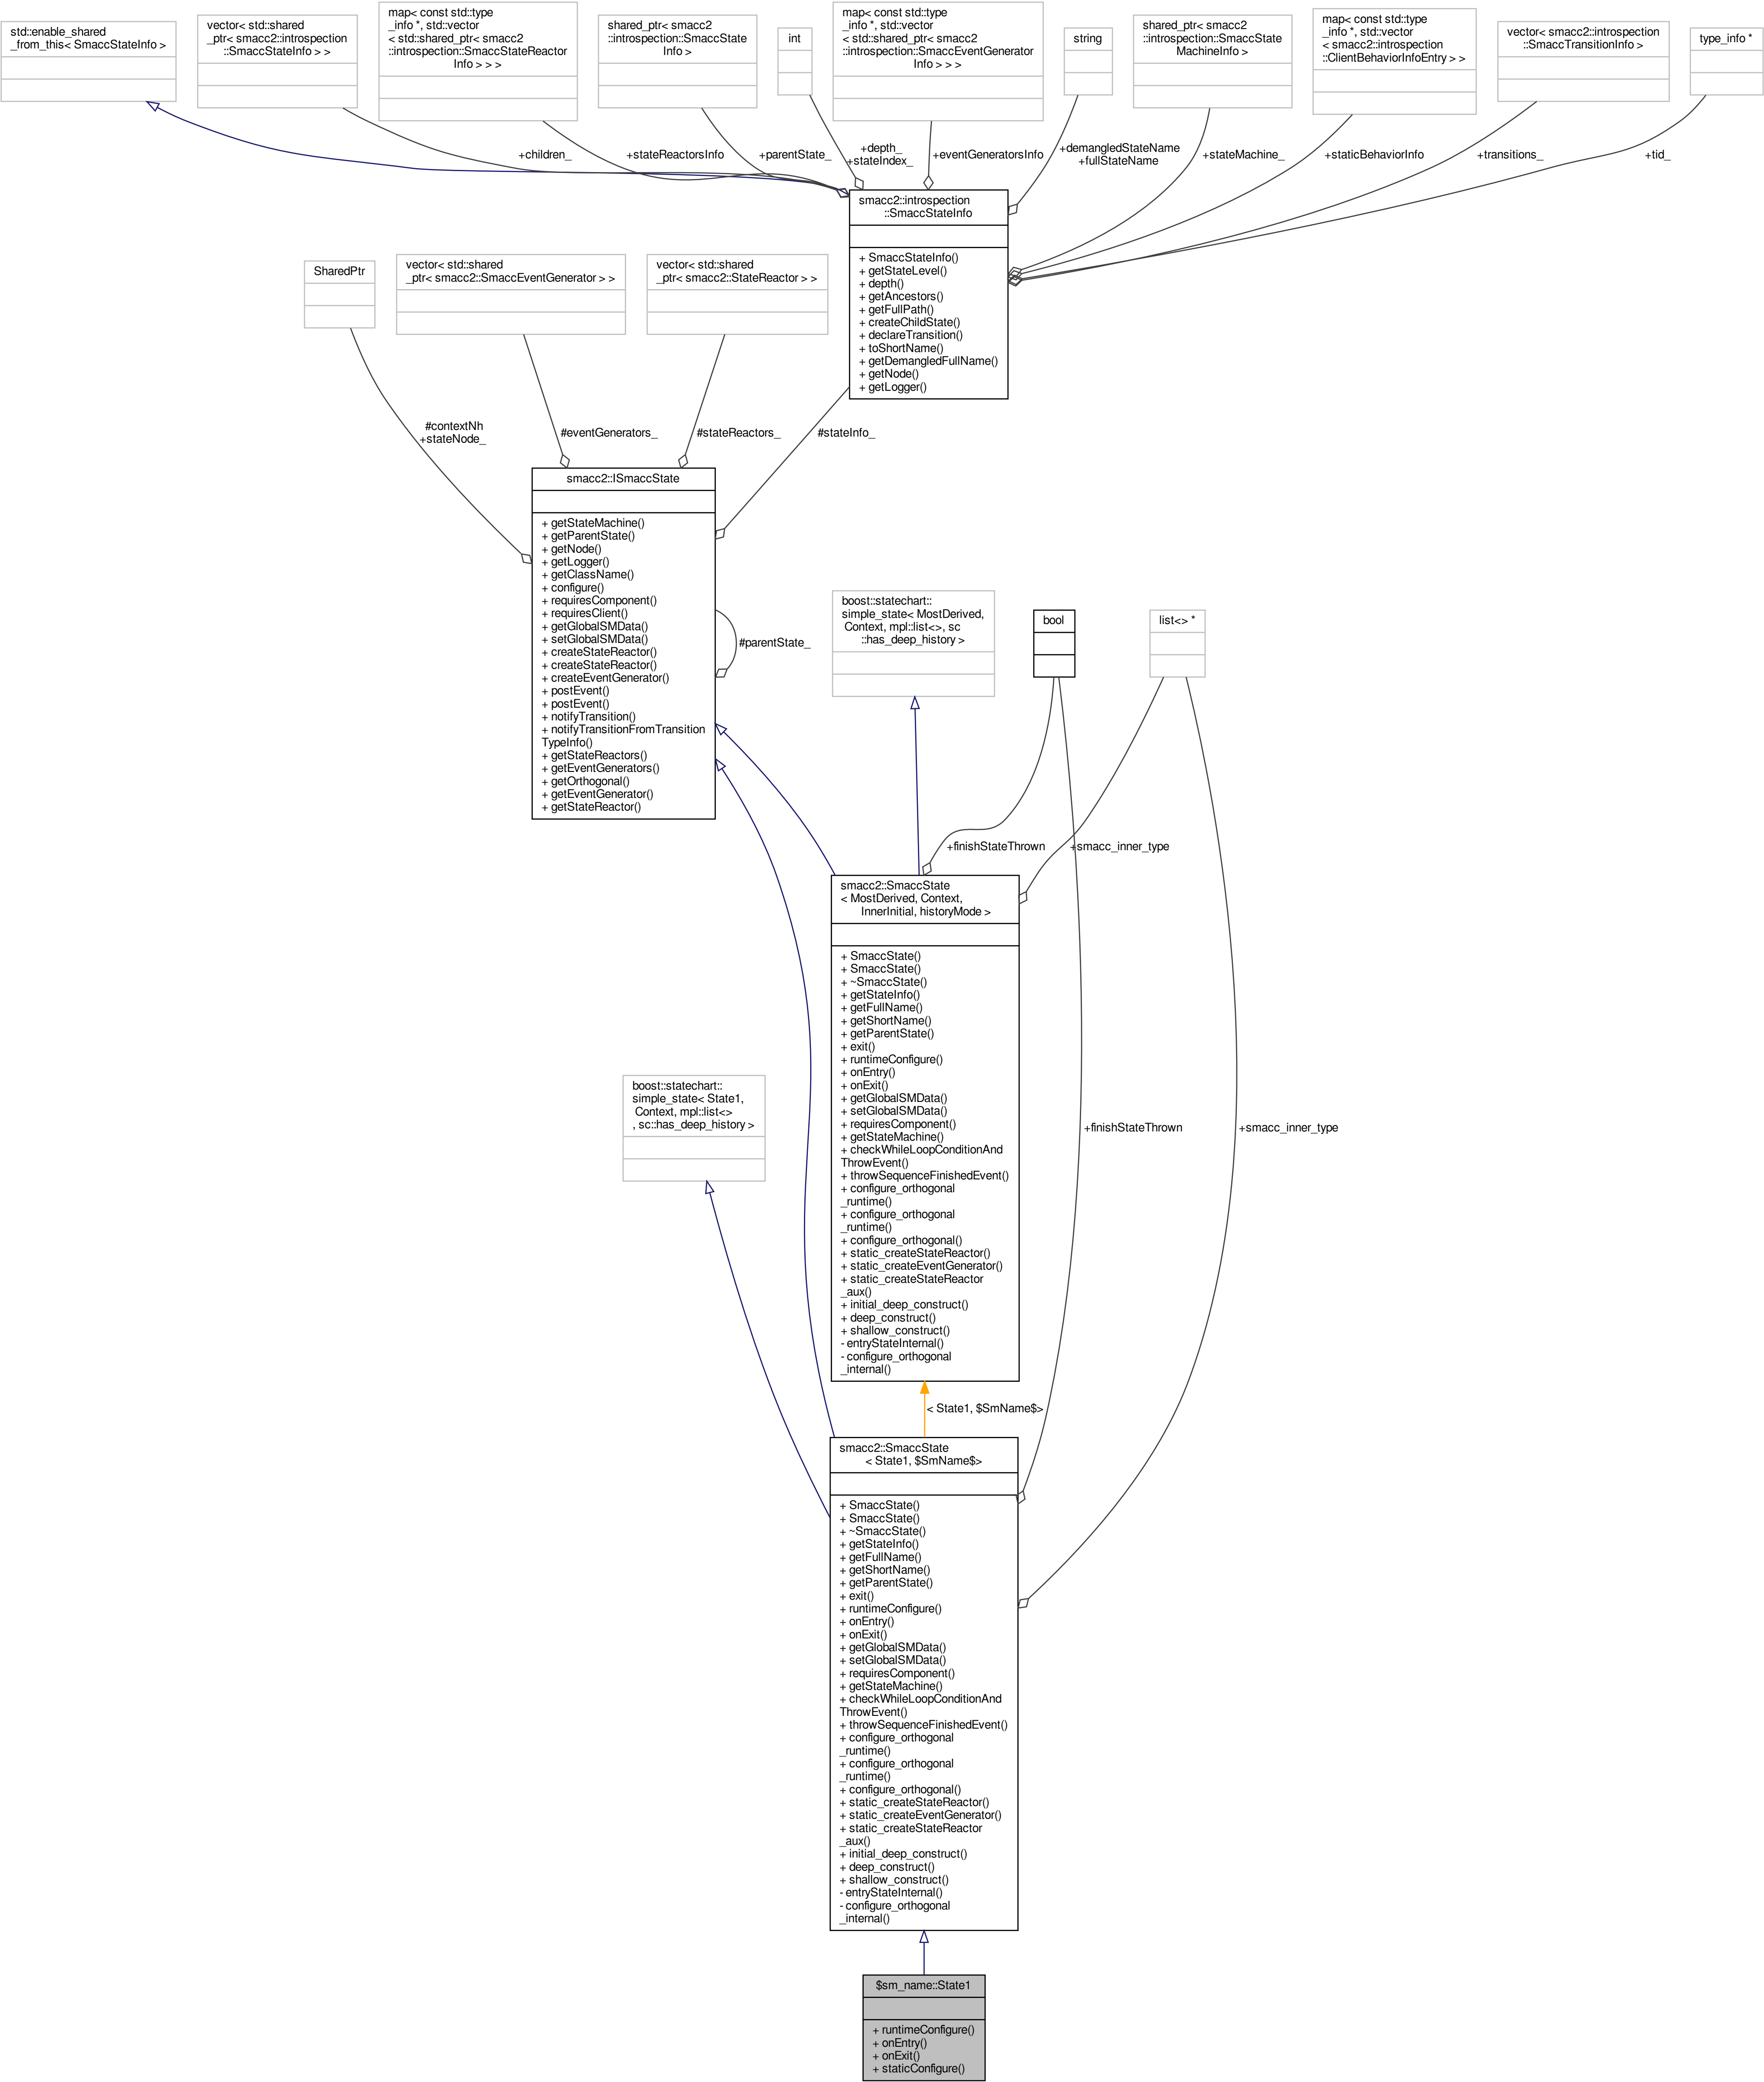 std::enable_shared
_from_this< SmaccStateInfo >
vector< std::shared
_ptr< smacc2::introspection
::SmaccStateInfo > >
map< const std::type
_info *, std::vector
< std::shared_ptr< smacc2
::introspection::SmaccStateReactor
Info > > >
shared_ptr< smacc2
::introspection::SmaccState
Info >
int
map< const std::type
_info *, std::vector
< std::shared_ptr< smacc2
::introspection::SmaccEventGenerator
Info > > >
string
shared_ptr< smacc2
::introspection::SmaccState
MachineInfo >
map< const std::type
_info *, std::vector
< smacc2::introspection
::ClientBehaviorInfoEntry > >
vector< smacc2::introspection
::SmaccTransitionInfo >
type_info *
+children_
+stateReactorsInfo
+parentState_
+depth_
+stateIndex_
+eventGeneratorsInfo
+demangledStateName
+fullStateName
+stateMachine_
+staticBehaviorInfo
+transitions_
+tid_
smacc2::introspection
::SmaccStateInfo
+ SmaccStateInfo()
+ getStateLevel()
+ depth()
+ getAncestors()
+ getFullPath()
+ createChildState()
+ declareTransition()
+ toShortName()
+ getDemangledFullName()
+ getNode()
+ getLogger()
SharedPtr
vector< std::shared
_ptr< smacc2::SmaccEventGenerator > >
vector< std::shared
_ptr< smacc2::StateReactor > >
#contextNh
+stateNode_
#eventGenerators_
#stateReactors_
#stateInfo_
smacc2::ISmaccState
+ getStateMachine()
+ getParentState()
+ getNode()
+ getLogger()
+ getClassName()
+ configure()
+ requiresComponent()
+ requiresClient()
+ getGlobalSMData()
+ setGlobalSMData()
+ createStateReactor()
+ createStateReactor()
+ createEventGenerator()
+ postEvent()
+ postEvent()
+ notifyTransition()
+ notifyTransitionFromTransition
TypeInfo()
+ getStateReactors()
+ getEventGenerators()
+ getOrthogonal()
+ getEventGenerator()
+ getStateReactor()
#parentState_
boost::statechart::
simple_state< MostDerived,
Context, mpl::list<>, sc
::has_deep_history >
bool
list<> *
+finishStateThrown
+smacc_inner_type
smacc2::SmaccState
< MostDerived, Context,
InnerInitial, historyMode >
+ SmaccState()
+ SmaccState()
+ ~SmaccState()
+ getStateInfo()
+ getFullName()
+ getShortName()
+ getParentState()
+ exit()
+ runtimeConfigure()
+ onEntry()
+ onExit()
+ getGlobalSMData()
+ setGlobalSMData()
+ requiresComponent()
+ getStateMachine()
+ checkWhileLoopConditionAnd
ThrowEvent()
+ throwSequenceFinishedEvent()
+ configure_orthogonal
_runtime()
+ configure_orthogonal
_runtime()
+ configure_orthogonal()
+ static_createStateReactor()
+ static_createEventGenerator()
+ static_createStateReactor
_aux()
+ initial_deep_construct()
+ deep_construct()
+ shallow_construct()
- entryStateInternal()
- configure_orthogonal
_internal()
boost::statechart::
simple_state< State1,
Context, mpl::list<>
, sc::has_deep_history >
+finishStateThrown
+smacc_inner_type
< State1, $SmName$>
smacc2::SmaccState
< State1, $SmName$>
+ SmaccState()
+ SmaccState()
+ ~SmaccState()
+ getStateInfo()
+ getFullName()
+ getShortName()
+ getParentState()
+ exit()
+ runtimeConfigure()
+ onEntry()
+ onExit()
+ getGlobalSMData()
+ setGlobalSMData()
+ requiresComponent()
+ getStateMachine()
+ checkWhileLoopConditionAnd
ThrowEvent()
+ throwSequenceFinishedEvent()
+ configure_orthogonal
_runtime()
+ configure_orthogonal
_runtime()
+ configure_orthogonal()
+ static_createStateReactor()
+ static_createEventGenerator()
+ static_createStateReactor
_aux()
+ initial_deep_construct()
+ deep_construct()
+ shallow_construct()
- entryStateInternal()
- configure_orthogonal
_internal()
$sm_name::State1
+ runtimeConfigure()
+ onEntry()
+ onExit()
+ staticConfigure()